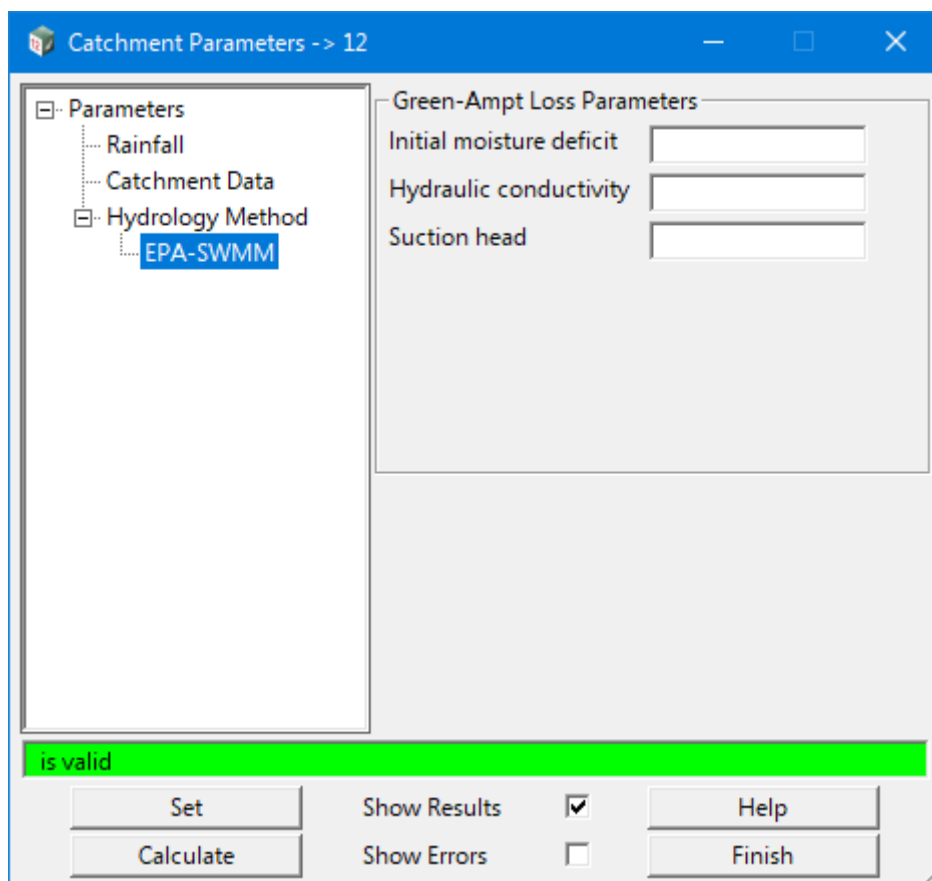 Catchment Parameters -> 12
Parameters
Rainfall
Catchment Data
Hydrology Method
EPA-SWMM
Green-Ampt Loss Parameters
Initial moisture deficit
Hydraulic conductivity
Suction head
is valid
Set Show Results Help
Calculate Show Errors Finish